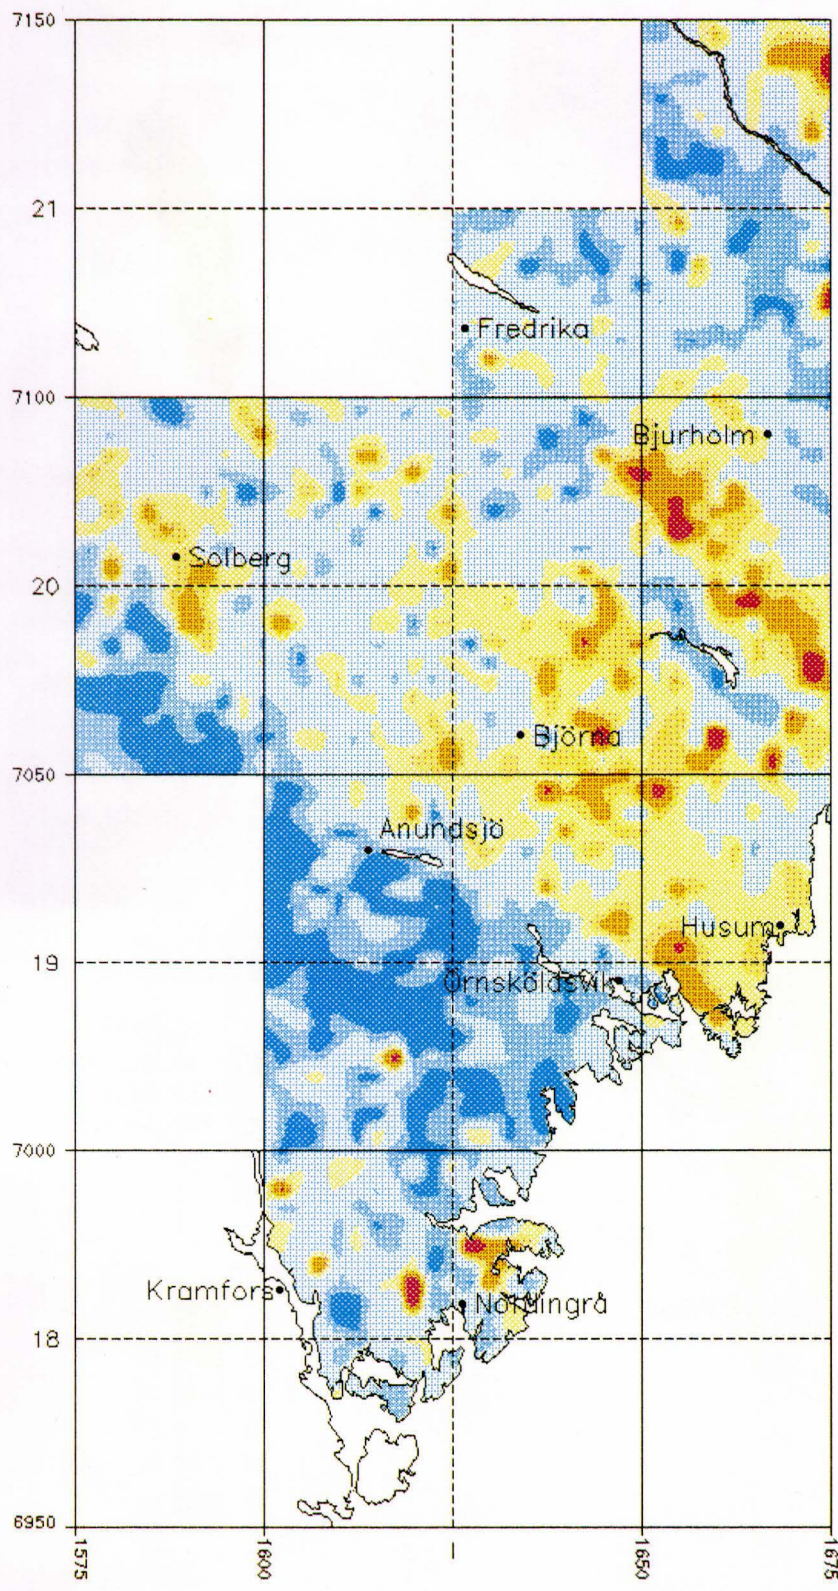 7150
21
Fredrika
7100
Bjurholm
Solberg
20
Björna
7050
Anundsjö
Husum
19
Örnsköldsvik
7000
Kramfors
Nordingrå
18
6950
1575
1600
1650
1675